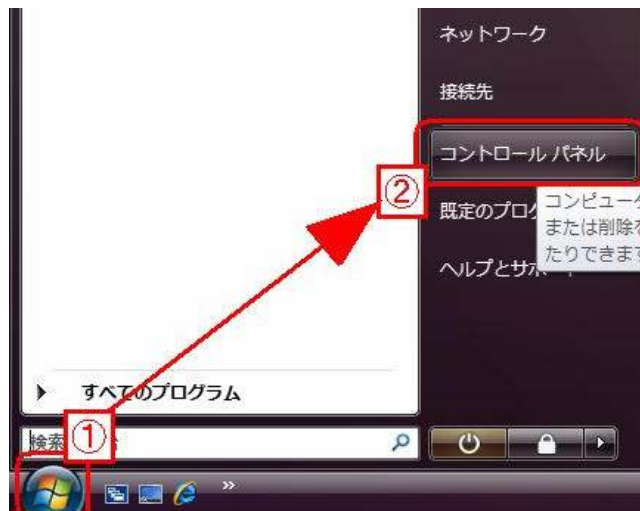 ネットワーク
接続先
コントロール パネル
②
既定のプログ
コンピュータ
または削除を
たりできます
ヘルプとサポート
すべてのプログラム
検索
①
»